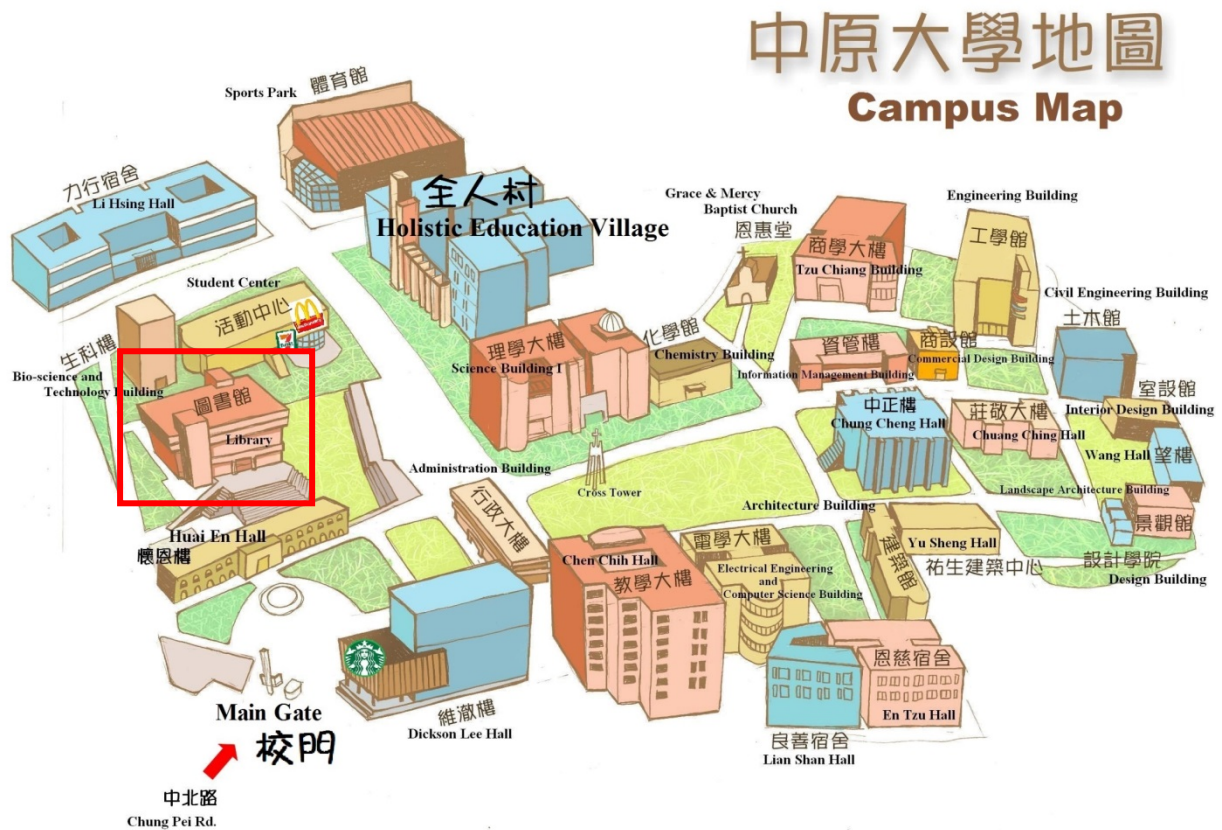 中原大學地圖
Campus Map
體育館
Sports Park
力行宿舍
Li Hsing Hall
全人村
Holistic Education Village
Grace & Mercy
Baptist Church
恩惠堂
商學大樓
Tzu Chiang Building
Engineering Building
工學館
Student Center
活動中心
McDonald's
7
ELEVEN
Civil Engineering Building
土木館
生科樓
Bio-science and
Technology Building
圖書館
Library
理學大樓
Science Building I
化學館
Chemistry Building
資管樓
Information Management Building
商設館
Commercial Design Building
室設館
Interior Design Building
中正樓
Chung Cheng Hall
莊敬大樓
Chuang Ching Hall
Wang Hall
望樓
Administration Building
行政大樓
Cross Tower
Landscape Architecture Building
景觀館
Architecture Building
建築館
Huai En Hall
懷恩樓
Chen Chih Hall
教學大樓
電學大樓
Electrical Engineering
and
Computer Science Building
Yu Sheng Hall
祐生建築中心
設計學院
Design Building
Main Gate
校門
維澈樓
Dickson Lee Hall
恩慈宿舍
En Tzu Hall
良善宿舍
Lian Shan Hall
中北路
Chung Pei Rd.